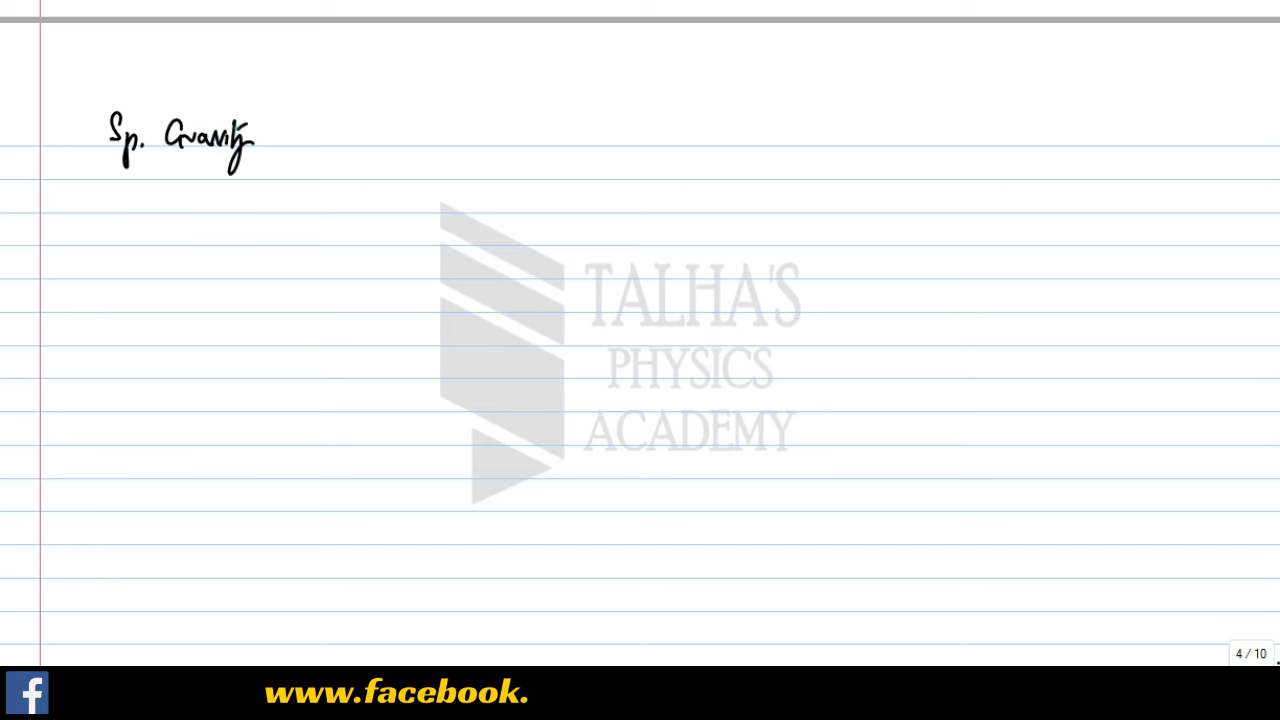 Sp. Gravity
TALHA'S
PHYSICS
ACADEMY
4 / 10
www.facebook.